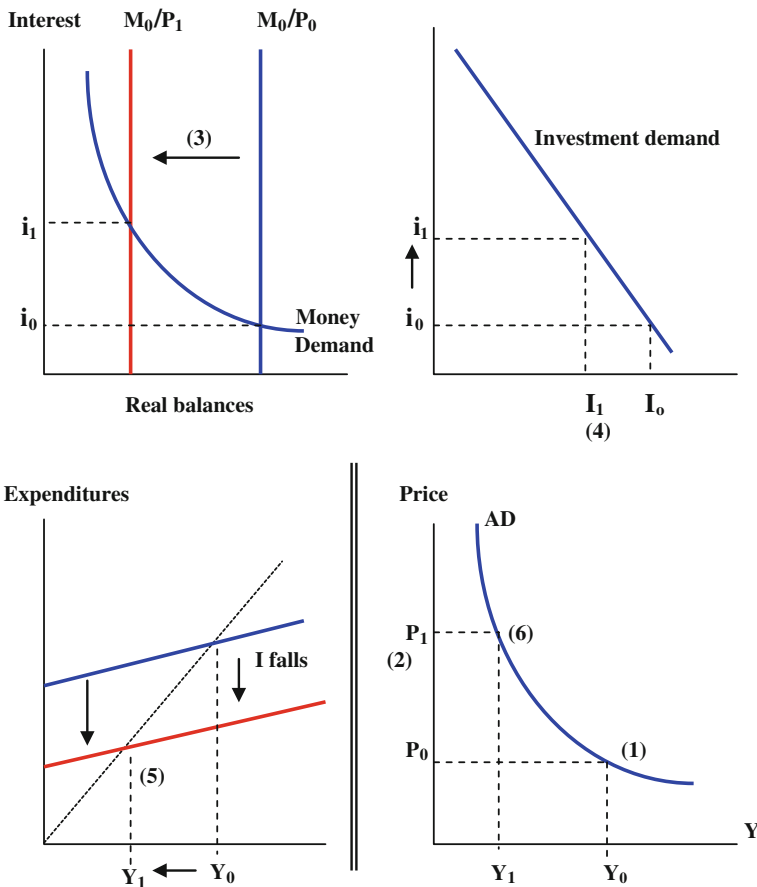 Interest
M₀/P₁
M₀/P₀
(3)
i₁
i₀
Money
Demand
Real balances
Investment demand
i₁
i₀
I₁
Iₒ
(4)
Expenditures
I falls
(5)
Y₁
Y₀
Price
AD
P₁
(6)
(2)
P₀
(1)
Y
Y₁
Y₀